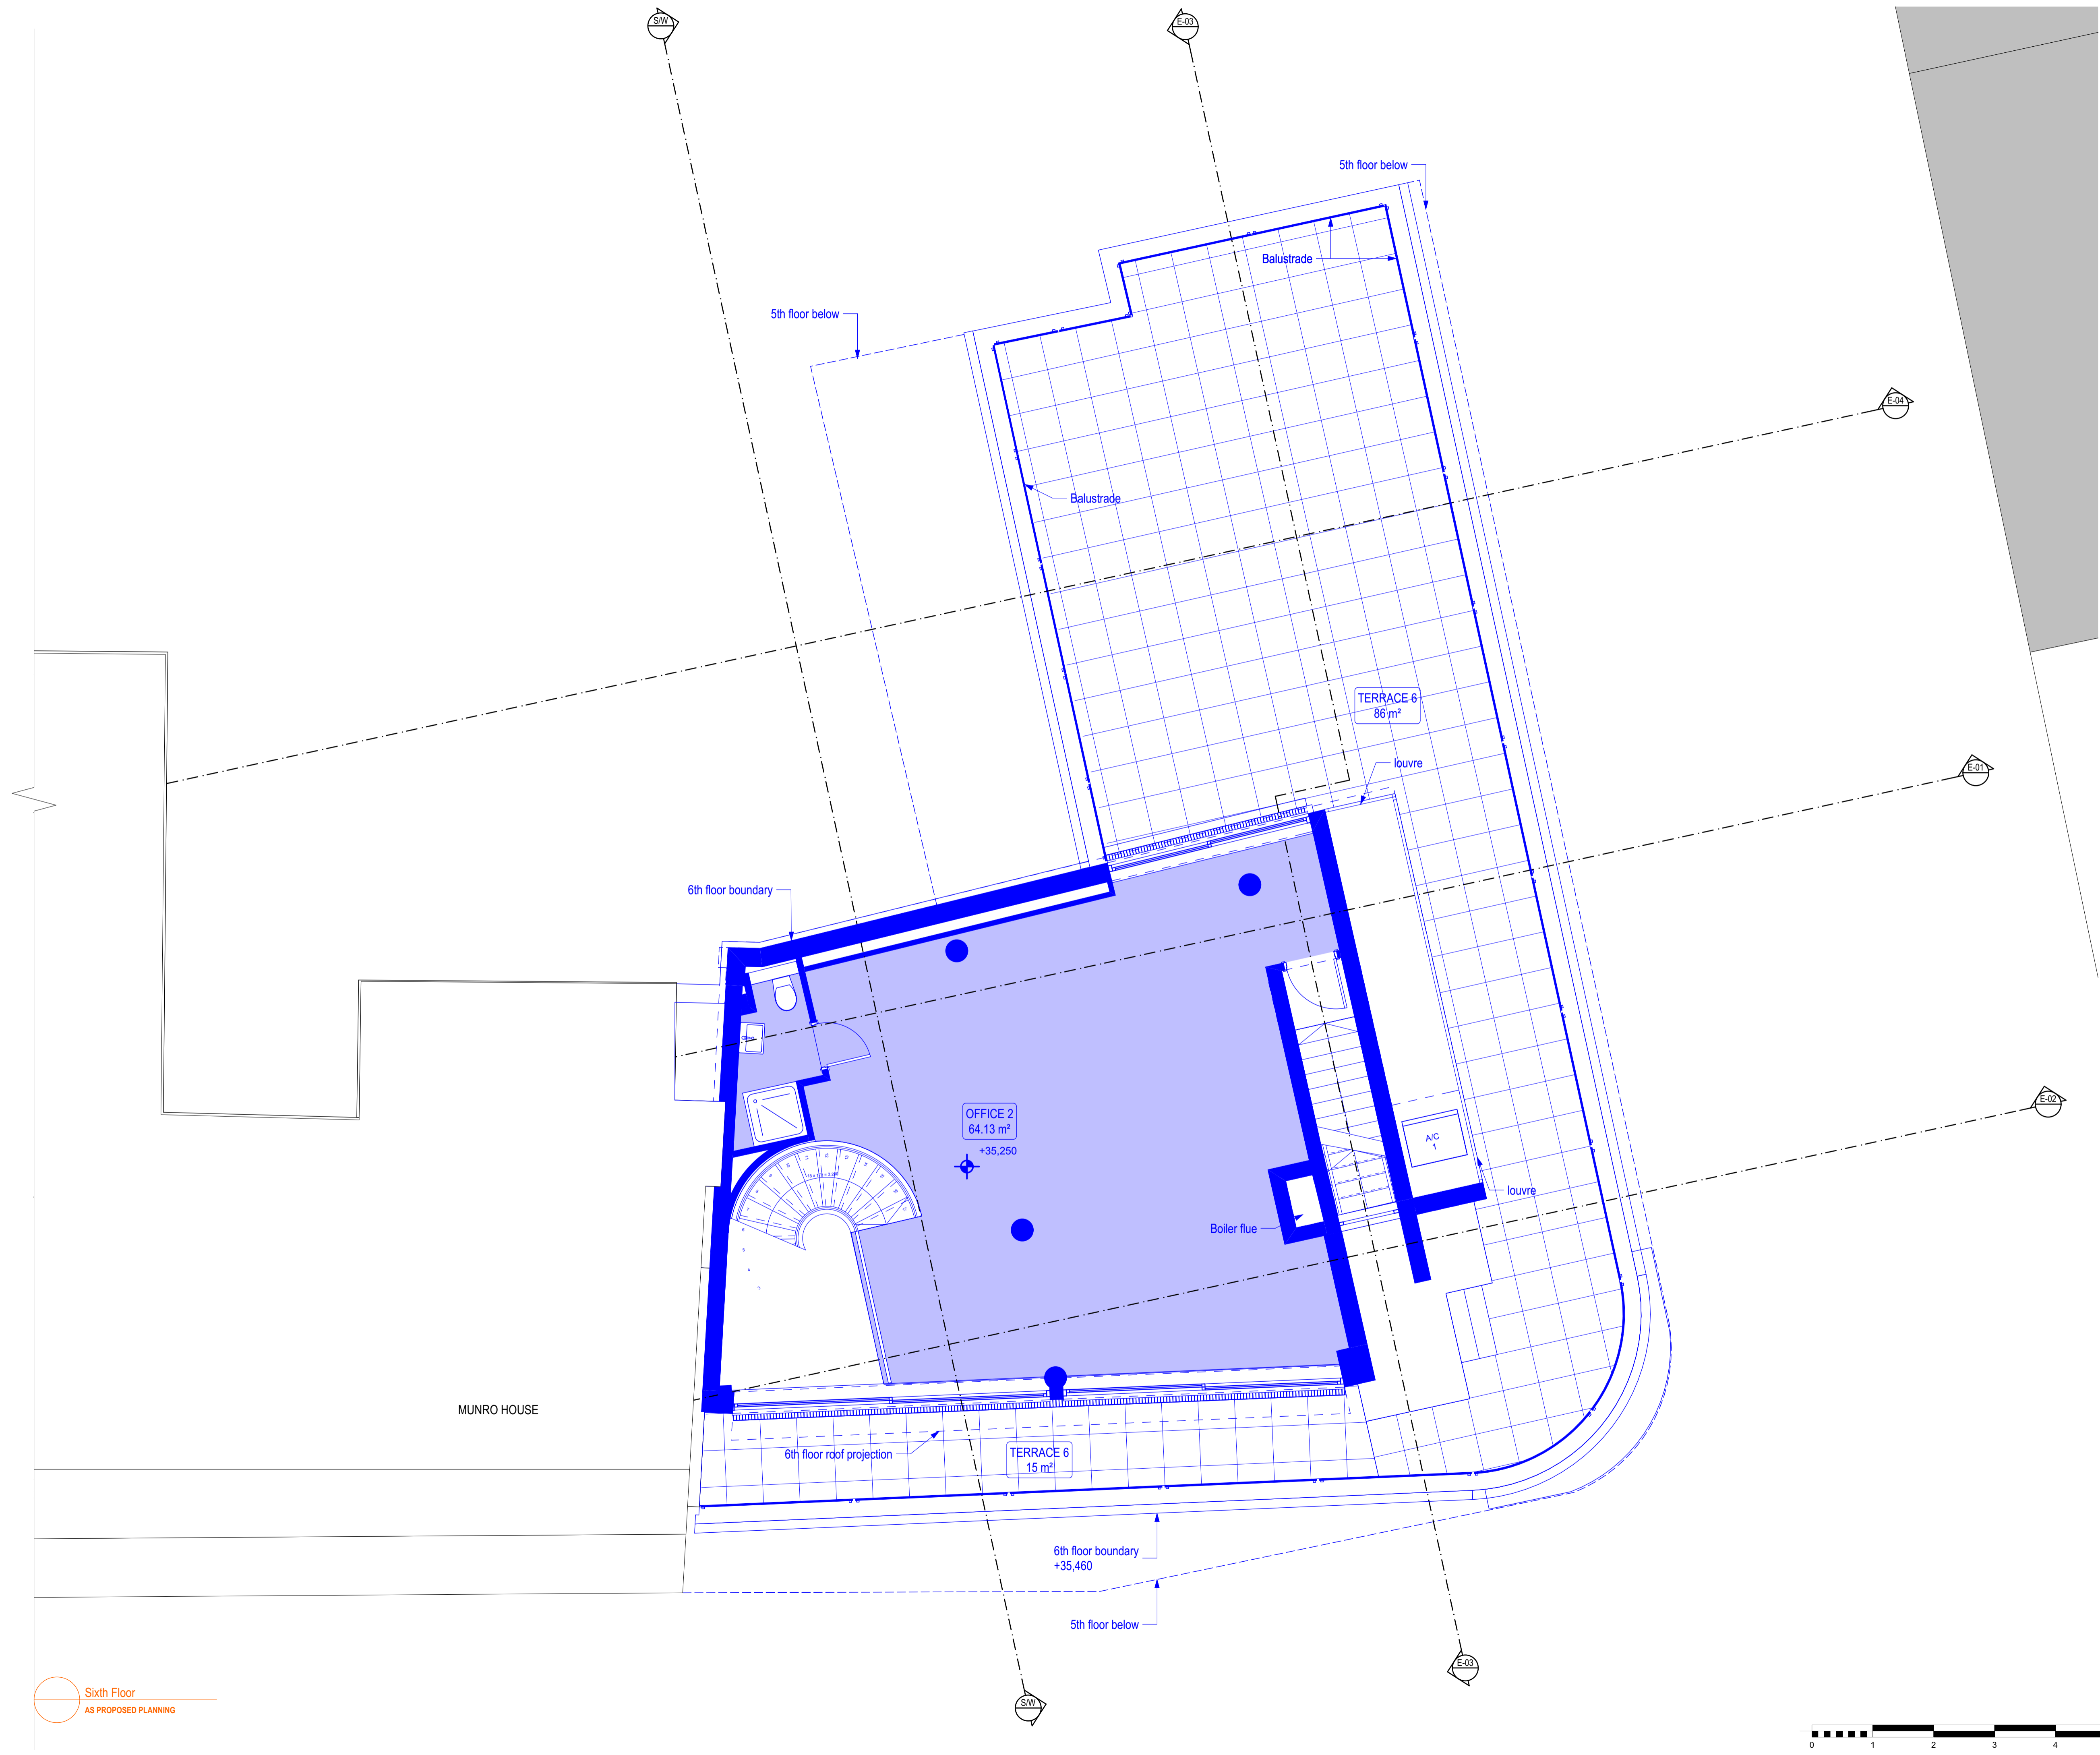 S/W
E-03
5th floor below
Balustrade
5th floor below
E-04
Balustrade
TERRACE 6
86 m²
louvre
E-01
6th floor boundary
E-02
OFFICE 2
64.13 m²
+35,250
A/C
1
louvre
Boiler flue
MUNRO HOUSE
6th floor roof projection
TERRACE 6
15 m²
6th floor boundary
+35,460
5th floor below
E-03
S/W
Sixth Floor
AS PROPOSED PLANNING
0 1 2 3 4